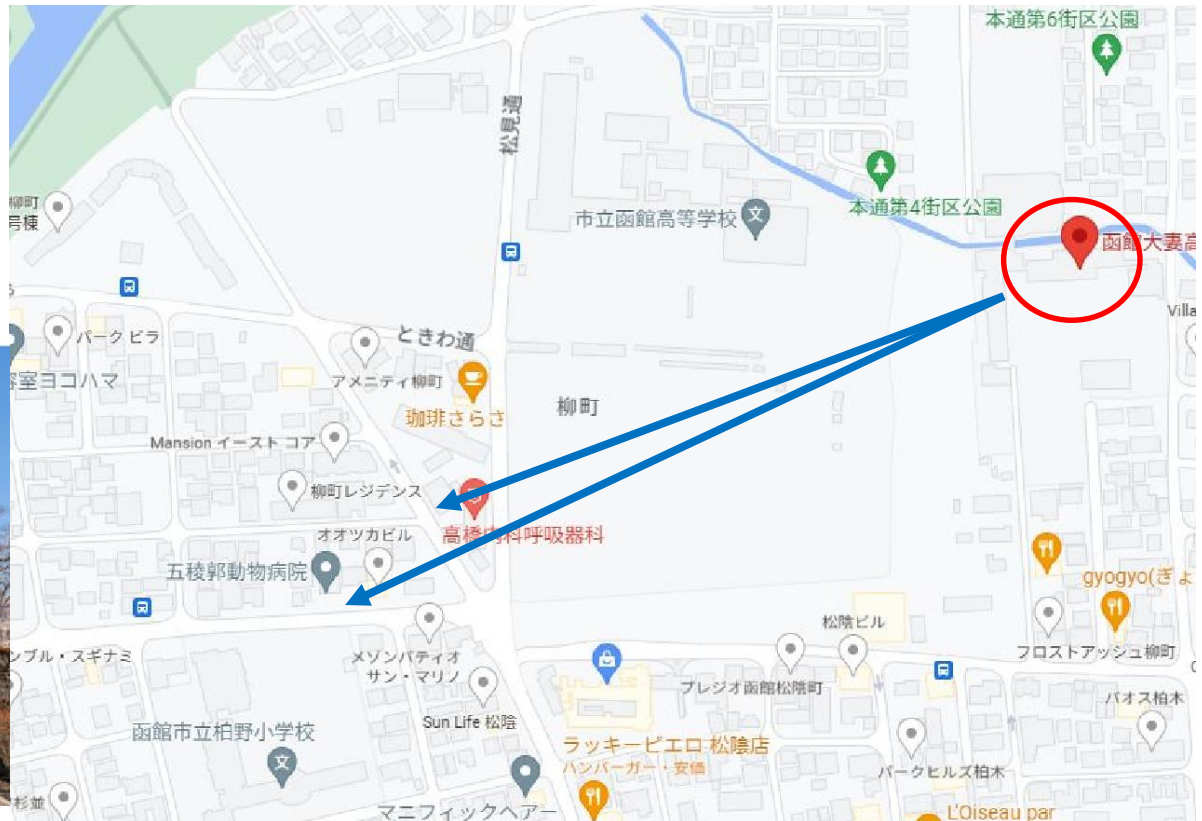 本通第6街区公園
松見通
市立函館高等学校
本通第4街区公園
函館大妻高
柳町
号棟
パーク ビラ
容室ヨコハマ
ときわ通
アメニティ柳町
珈琲さらさ
柳町
Mansion イースト コア
柳町レジデンス
高橋内科呼吸器科
オオツカビル
五稜郭動物病院
gyogyo(ぎょ
松陰ビル
フロストアッシュ柳町
ンブル・スギナミ
メゾンパティオ
サン・マリノ
プレジオ函館松陰町
パオス柏木
函館市立柏野小学校
Sun Life 松陰
ラッキーピエロ 松陰店
ハンバーガー・安価
パークヒルズ柏木
杉並
マニフィックヘアー
L'Oiseau par
Villa